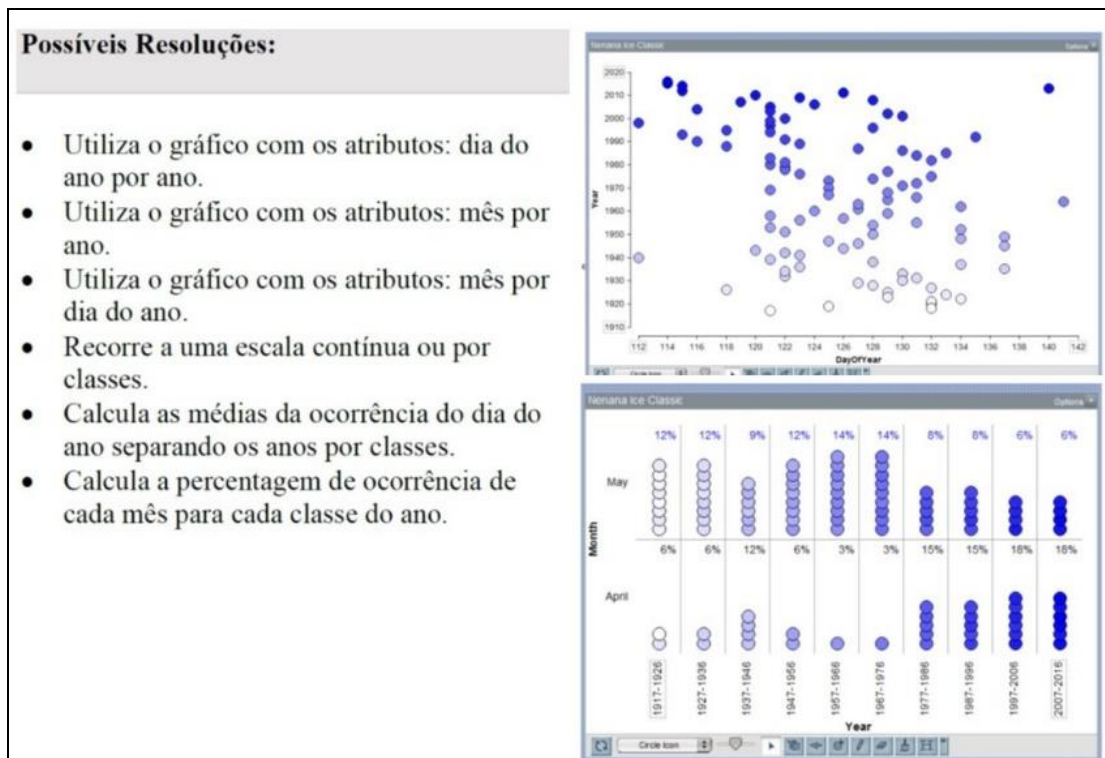 Possíveis Resoluções:
• Utiliza o gráfico com os atributos: dia do
ano por ano.
• Utiliza o gráfico com os atributos: mês por
ano.
• Utiliza o gráfico com os atributos: mês por
dia do ano.
• Recorre a uma escala contínua ou por
classes.
• Calcula as médias da ocorrência do dia do
ano separando os anos por classes.
• Calcula a percentagem de ocorrência de
cada mês para cada classe do ano.
Nenana Ice Classic Options
2020
2010
2000
1990
1980
1970
1960
1950
1940
1930
1920
1910
Year
112 114 116 118 120 122 124 126 128 130 132 134 136 138 140 142
DayOfYear
Circle Icon
Nenana Ice Classic Options
12% 12% 9% 12% 14% 14% 8% 8% 6% 6%
May
Month
6% 6% 12% 6% 3% 3% 15% 15% 18% 18%
April
1917-1926 1927-1936 1937-1946 1947-1956 1957-1966 1967-1976 1977-1986 1987-1996 1997-2006 2007-2016
Year
Circle Icon